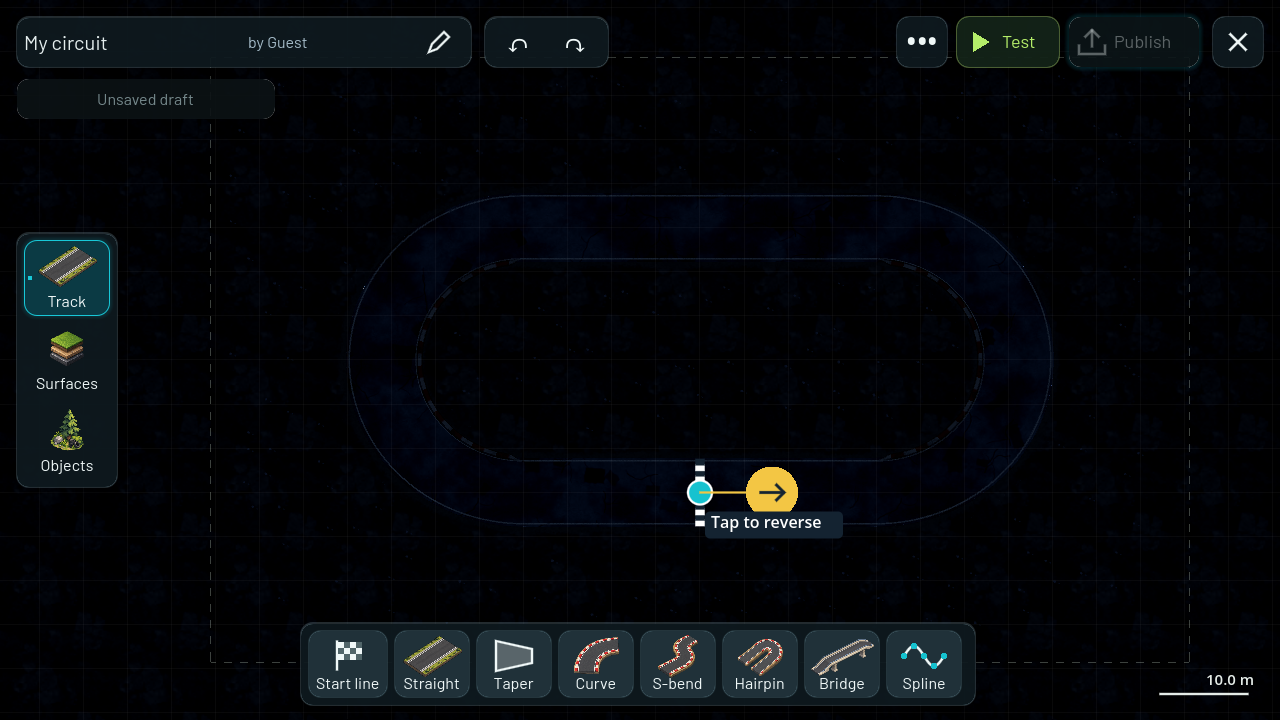 My circuit
by Guest
Test
Publish
Unsaved draft
Track
Surfaces
Objects
Tap to reverse
Start line
Straight
Taper
Curve
S-bend
Hairpin
Bridge
Spline
10.0 m